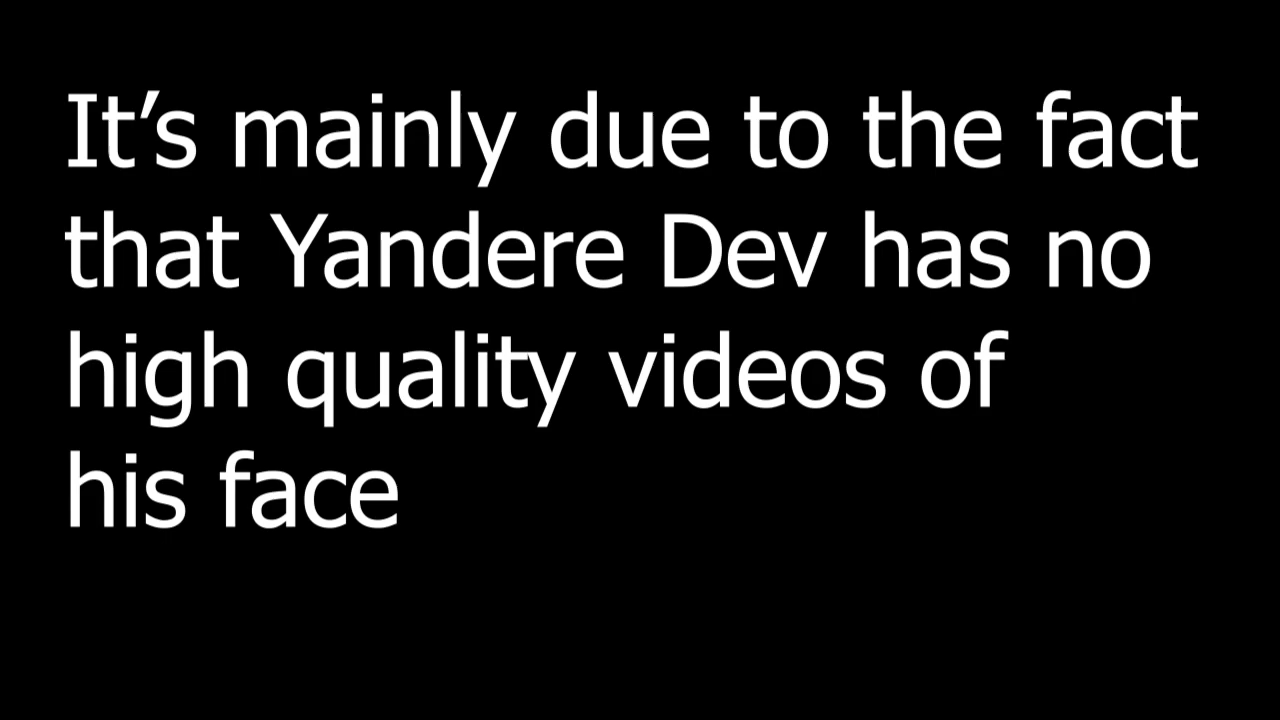 It’s mainly due to the fact
that Yandere Dev has no
high quality videos of
his face